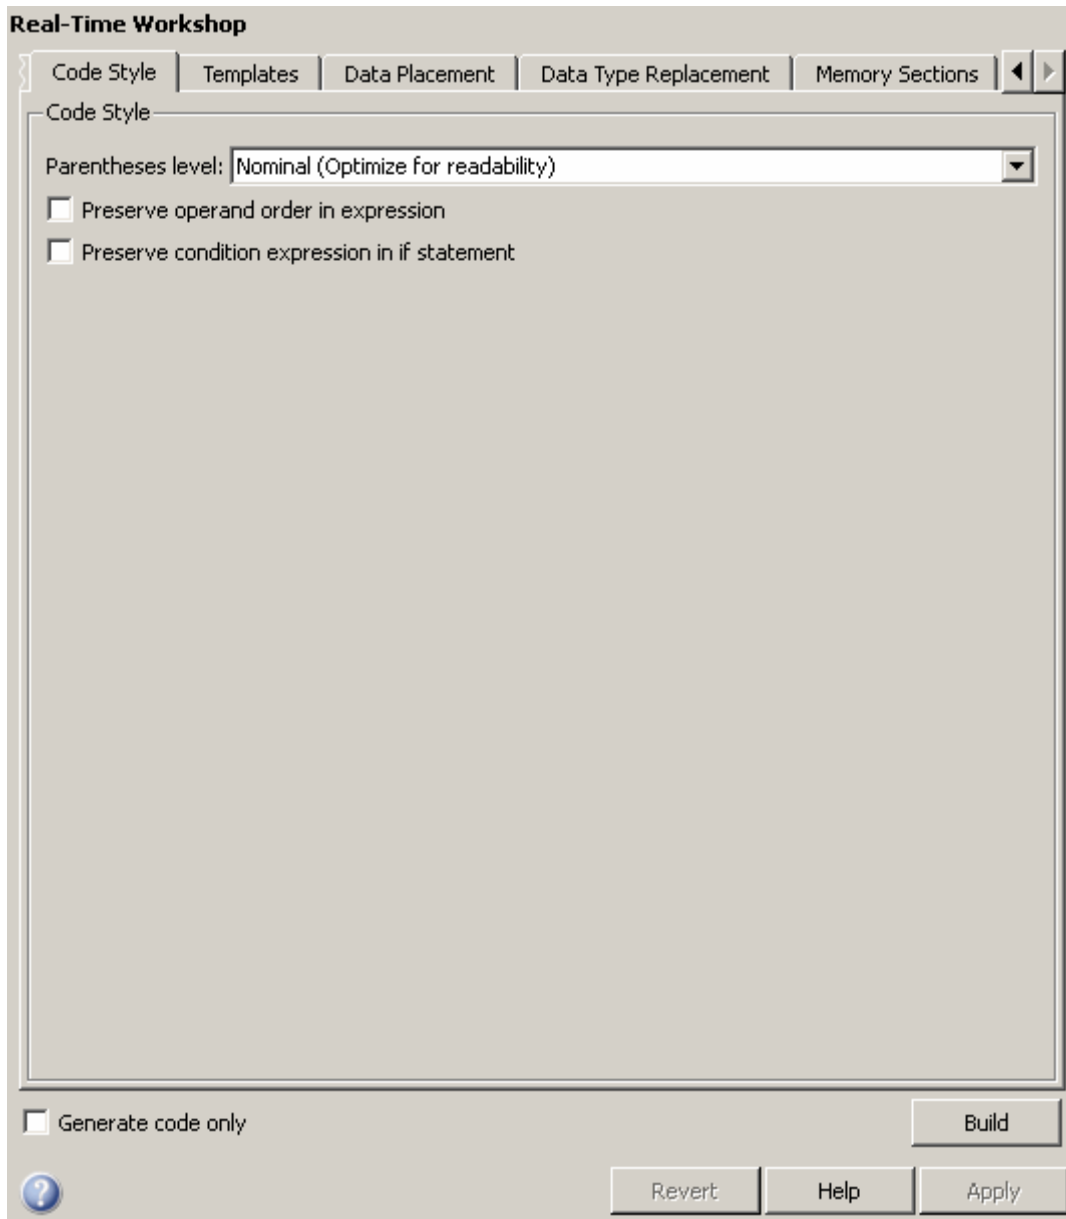 Real-Time Workshop
Code Style Templates Data Placement Data Type Replacement Memory Sections
Code Style
Parentheses level: Nominal (Optimize for readability)
Preserve operand order in expression
Preserve condition expression in if statement
Generate code only Build
? Revert Help Apply